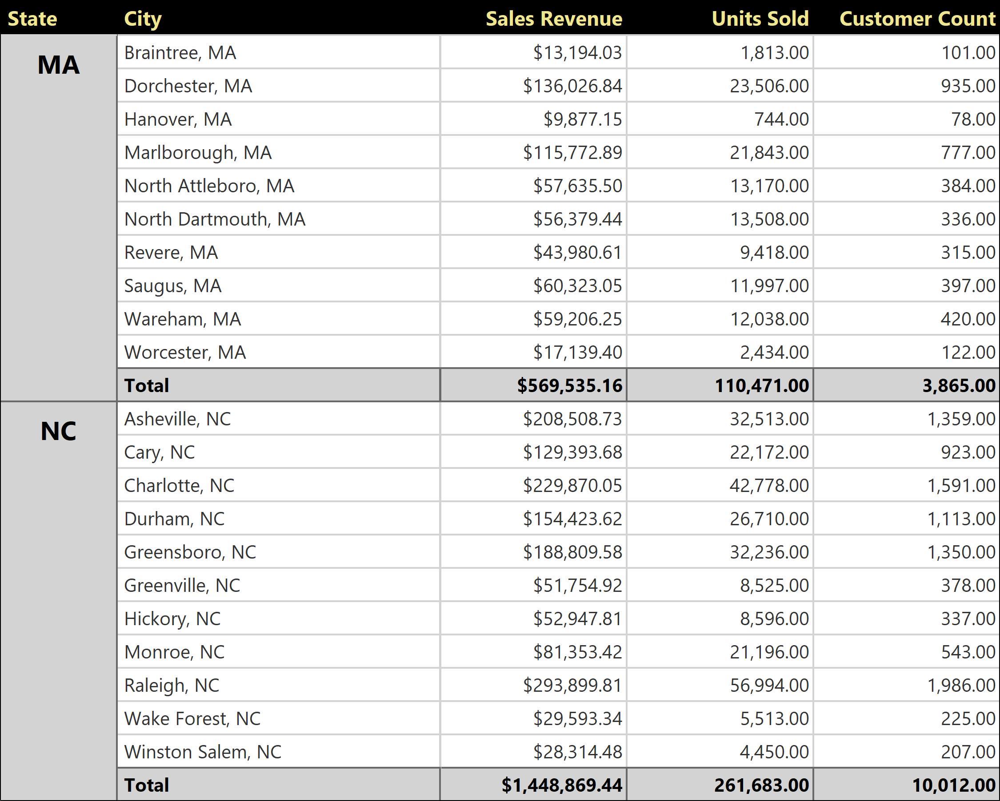 State City Sales Revenue Units Sold Customer Count
MA Braintree, MA $13,194.03 1,813.00 101.00
Dorchester, MA $136,026.84 23,506.00 935.00
Hanover, MA $9,877.15 744.00 78.00
Marlborough, MA $115,772.89 21,843.00 777.00
North Attleboro, MA $57,635.50 13,170.00 384.00
North Dartmouth, MA $56,379.44 13,508.00 336.00
Revere, MA $43,980.61 9,418.00 315.00
Saugus, MA $60,323.05 11,997.00 397.00
Wareham, MA $59,206.25 12,038.00 420.00
Worcester, MA $17,139.40 2,434.00 122.00
Total $569,535.16 110,471.00 3,865.00
NC Asheville, NC $208,508.73 32,513.00 1,359.00
Cary, NC $129,393.68 22,172.00 923.00
Charlotte, NC $229,870.05 42,778.00 1,591.00
Durham, NC $154,423.62 26,710.00 1,113.00
Greensboro, NC $188,809.58 32,236.00 1,350.00
Greenville, NC $51,754.92 8,525.00 378.00
Hickory, NC $52,947.81 8,596.00 337.00
Monroe, NC $81,353.42 21,196.00 543.00
Raleigh, NC $293,899.81 56,994.00 1,986.00
Wake Forest, NC $29,593.34 5,513.00 225.00
Winston Salem, NC $28,314.48 4,450.00 207.00
Total $1,448,869.44 261,683.00 10,012.00